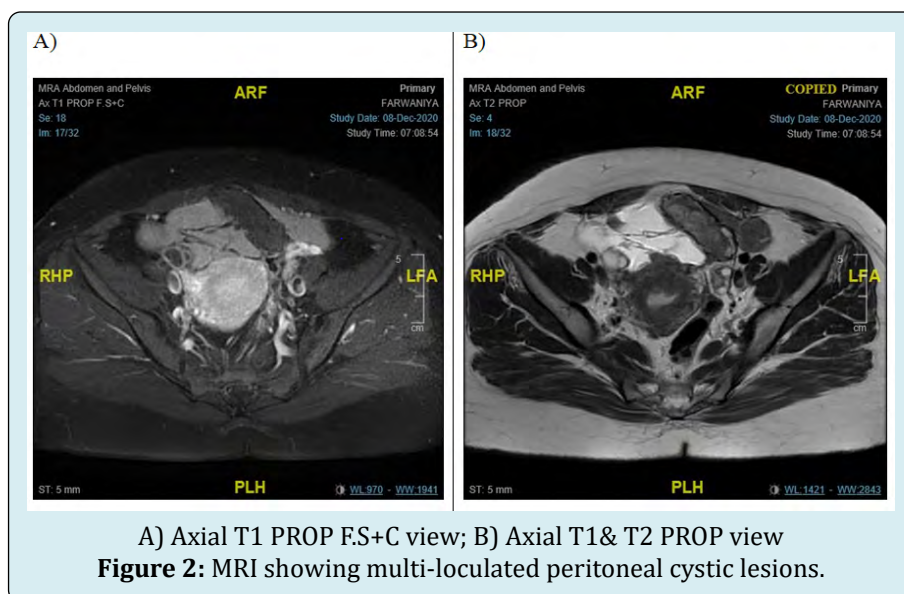 A)
MRA Abdomen and Pelvis
Ax T1 PROP F.S+C
Se: 18
Im: 17/32
ARF
Primary
FARWANIYA
Study Date: 08-Dec-2020
Study Time: 07:08:54
RHP
LFA
5
cm
ST: 5 mm
PLH
WL:970 - WW:1941
B)
MRA Abdomen and Pelvis
Ax T2 PROP
Se: 4
Im: 18/32
ARF
COPIED Primary
FARWANIYA
Study Date: 08-Dec-2020
Study Time: 07:08:54
RHP
LFA
5
cm
ST: 5 mm
PLH
WL:1421 - WW:2843
A) Axial T1 PROP F.S+C view; B) Axial T1& T2 PROP view
Figure 2: MRI showing multi-loculated peritoneal cystic lesions.